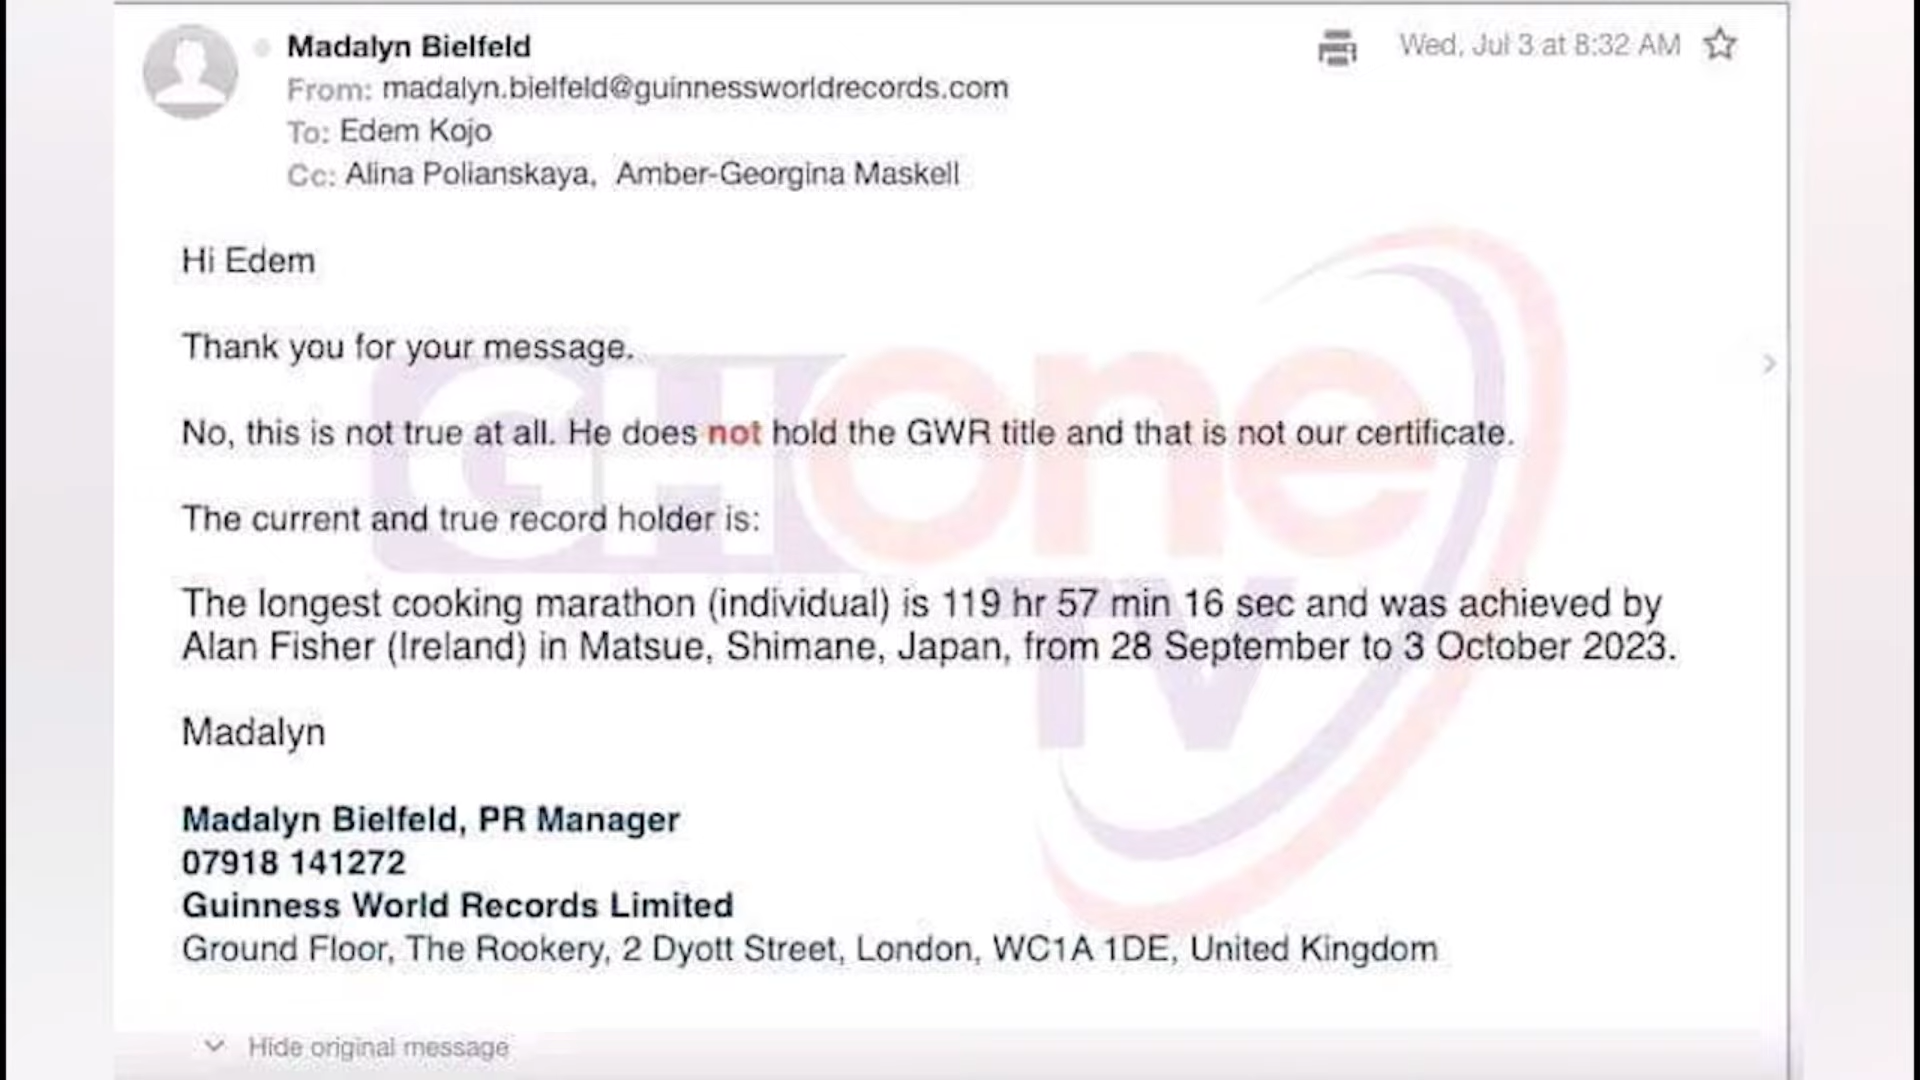 Madalyn Bielfeld
Wed, Jul 3 at 8:32 AM
From: madalyn.bielfeld@guinnessworldrecords.com
To: Edem Kojo
Cc: Alina Polianskaya, Amber-Georgina Maskell
Hi Edem
Thank you for your message.
No, this is not true at all. He does not hold the GWR title and that is not our certificate.
The current and true record holder is:
The longest cooking marathon (individual) is 119 hr 57 min 16 sec and was achieved by
Alan Fisher (Ireland) in Matsue, Shimane, Japan, from 28 September to 3 October 2023.
Madalyn
Madalyn Bielfeld, PR Manager
07918 141272
Guinness World Records Limited
Ground Floor, The Rookery, 2 Dyott Street, London, WC1A 1DE, United Kingdom
Hide original message
GHOne
TV